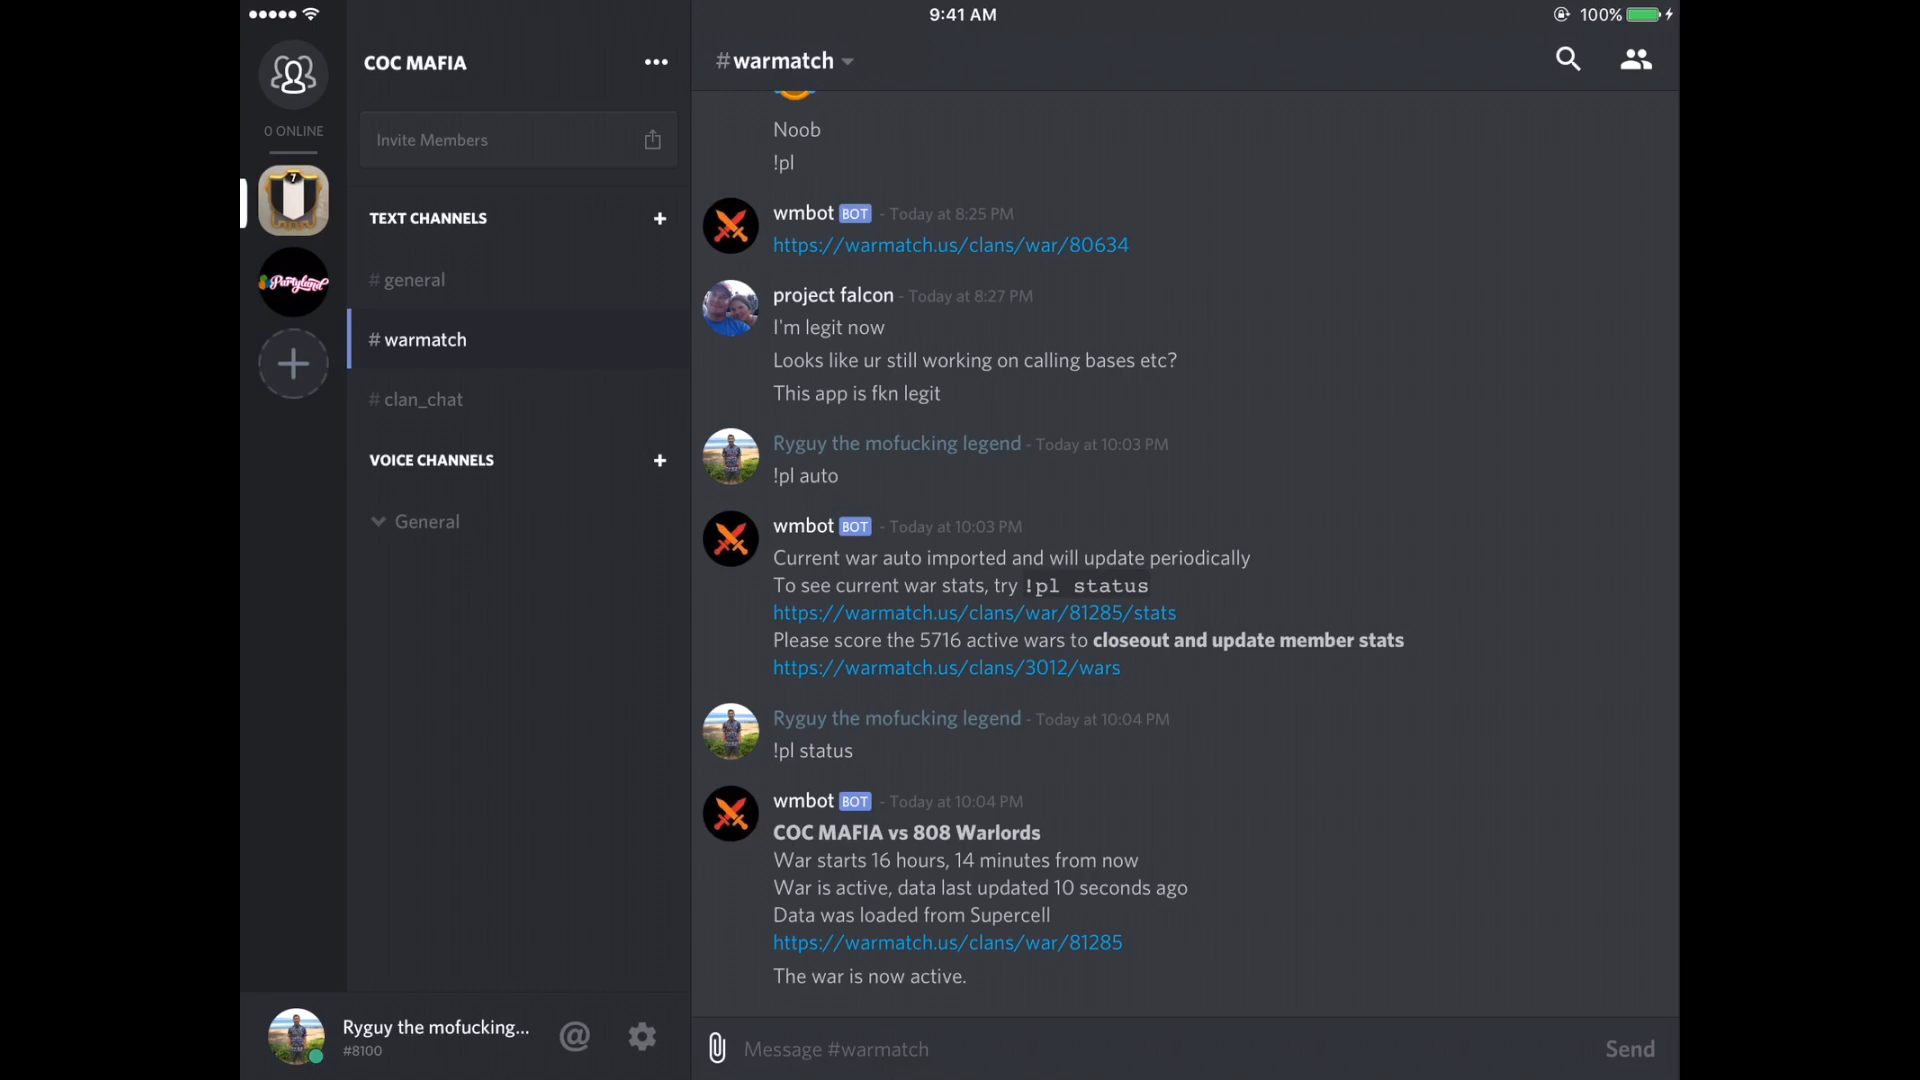 9:41 AM
100%
COC MAFIA
0 ONLINE
Invite Members
7
Partyland
TEXT CHANNELS
# general
# warmatch
# clan_chat
VOICE CHANNELS
General
Ryguy the mofucking...
#8100
#warmatch
Noob
!pl
wmbot BOT - Today at 8:25 PM
https://warmatch.us/clans/war/80634
project falcon - Today at 8:27 PM
I'm legit now
Looks like ur still working on calling bases etc?
This app is fkn legit
Ryguy the mofucking legend - Today at 10:03 PM
!pl auto
wmbot BOT - Today at 10:03 PM
Current war auto imported and will update periodically
To see current war stats, try !pl status
https://warmatch.us/clans/war/81285/stats
Please score the 5716 active wars to closeout and update member stats
https://warmatch.us/clans/3012/wars
Ryguy the mofucking legend - Today at 10:04 PM
!pl status
wmbot BOT - Today at 10:04 PM
COC MAFIA vs 808 Warlords
War starts 16 hours, 14 minutes from now
War is active, data last updated 10 seconds ago
Data was loaded from Supercell
https://warmatch.us/clans/war/81285
The war is now active.
Message #warmatch
Send